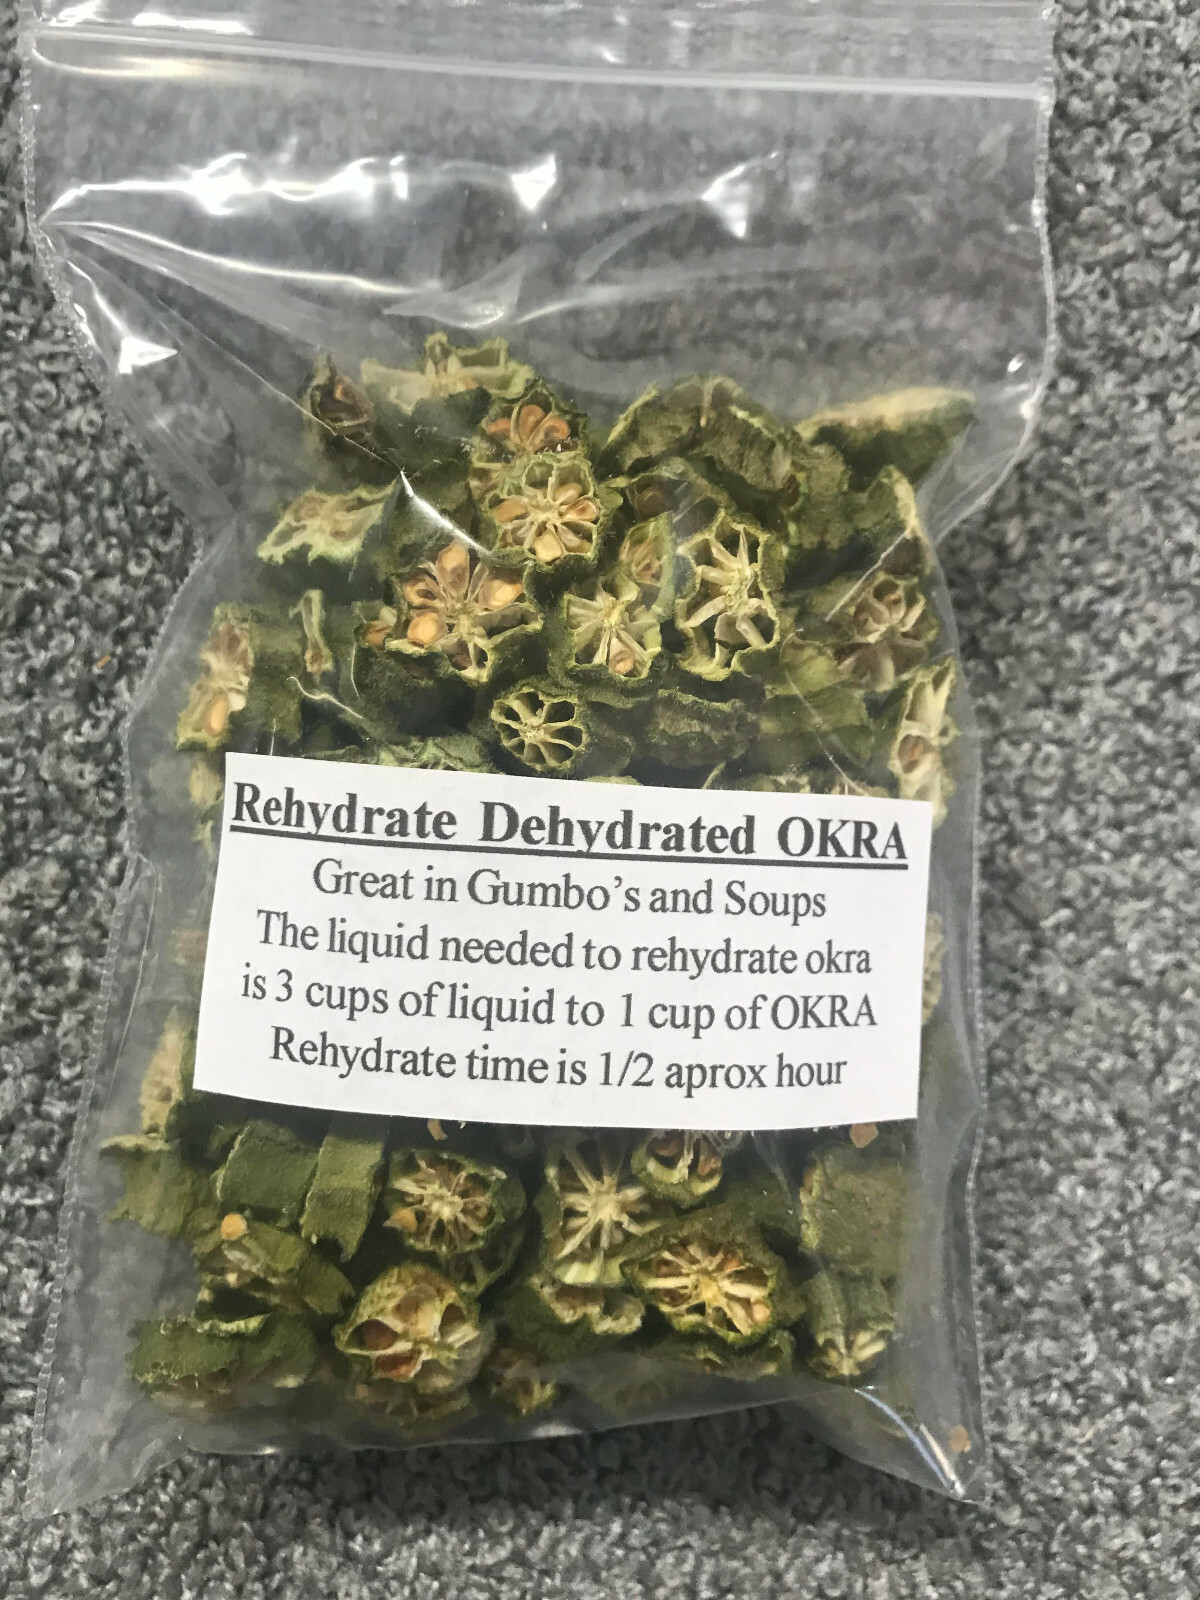 Rehydrate Dehydrated OKRA
Great in Gumbo's and Soups
The liquid needed to rehydrate okra
is 3 cups of liquid to 1 cup of OKRA
Rehydrate time is 1/2 aprox hour